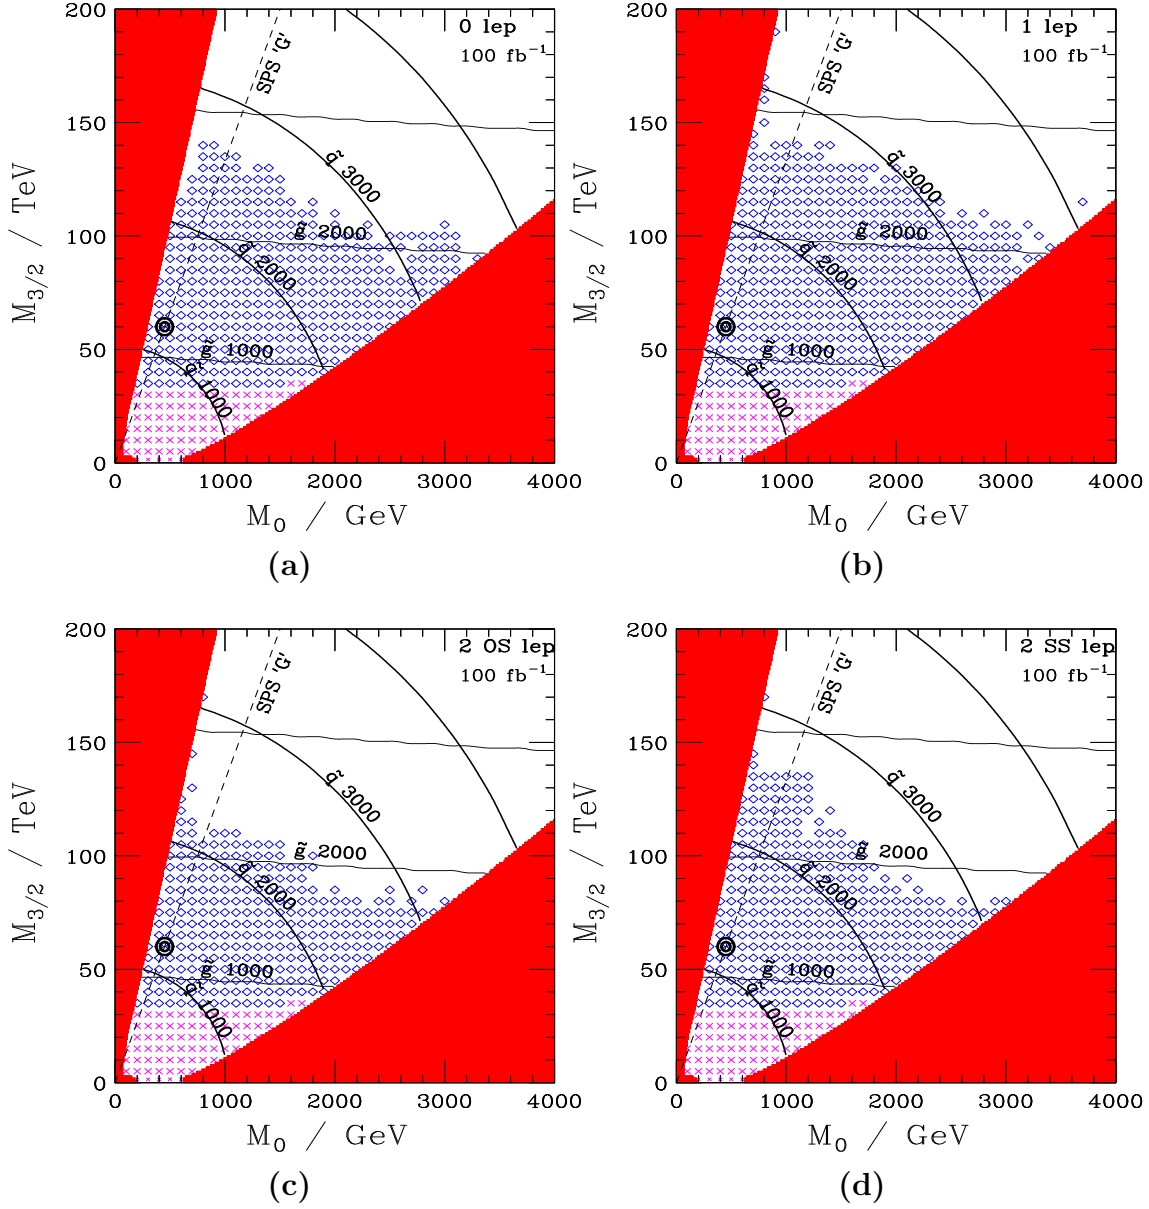 200
150
100
50
0
0 1000 2000 3000 4000
M3/2 / TeV
M0 / GeV
0 lep
100 fb−1
SPS 'G'
q̃ 3000
g̃ 2000
q̃ 2000
g̃ 1000
q̃ 1000
(a)
200
150
100
50
0
0 1000 2000 3000 4000
M3/2 / TeV
M0 / GeV
1 lep
100 fb−1
SPS 'G'
q̃ 3000
g̃ 2000
q̃ 2000
g̃ 1000
q̃ 1000
(b)
200
150
100
50
0
0 1000 2000 3000 4000
M3/2 / TeV
M0 / GeV
2 OS lep
100 fb−1
SPS 'G'
q̃ 3000
g̃ 2000
q̃ 2000
g̃ 1000
q̃ 1000
(c)
200
150
100
50
0
0 1000 2000 3000 4000
M3/2 / TeV
M0 / GeV
2 SS lep
100 fb−1
SPS 'G'
q̃ 3000
g̃ 2000
q̃ 2000
g̃ 1000
q̃ 1000
(d)